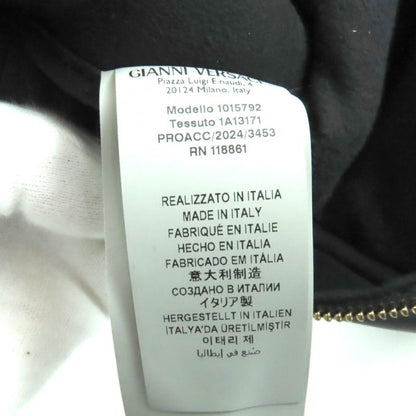 GIANNI VERSACE
Piazza Luigi Einaudi, 4
20124 Milano, Italy
Modello 1015792
Tessuto 1A13171
PROACC/2024/3453
RN 118861
REALIZZATO IN ITALIA
MADE IN ITALY
FABRIQUÉ EN ITALIE
HECHO EN ITALIA
FABRICADO EM ITÁLIA
意大利制造
СОЗДАНО В ИТАЛИИ
イタリア製
HERGESTELLT IN ITALIEN
ITALYA'DA ÜRETİLMİŞTİR
이태리 제
صُنع في إيطاليا